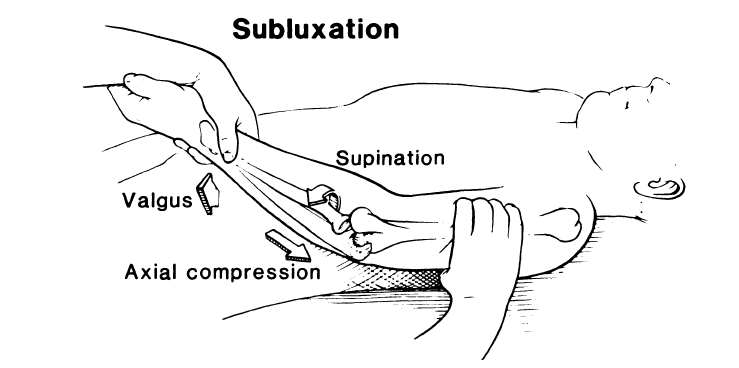 Subluxation
Supination
Valgus
Axial compression